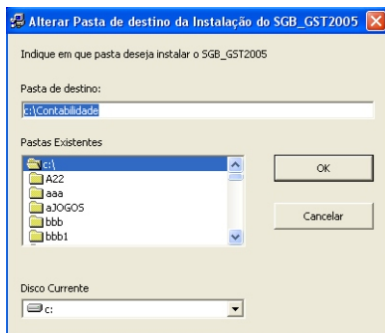 Alterar Pasta de destino da Instalação do SGB_GST2005
Indique em que pasta deseja instalar o SGB_GST2005
Pasta de destino:
c:\Contabilidade
Pastas Existentes
c:\
A22
aaa
aJOGOS
bbb
bbb1
OK
Cancelar
Disco Currente
c: